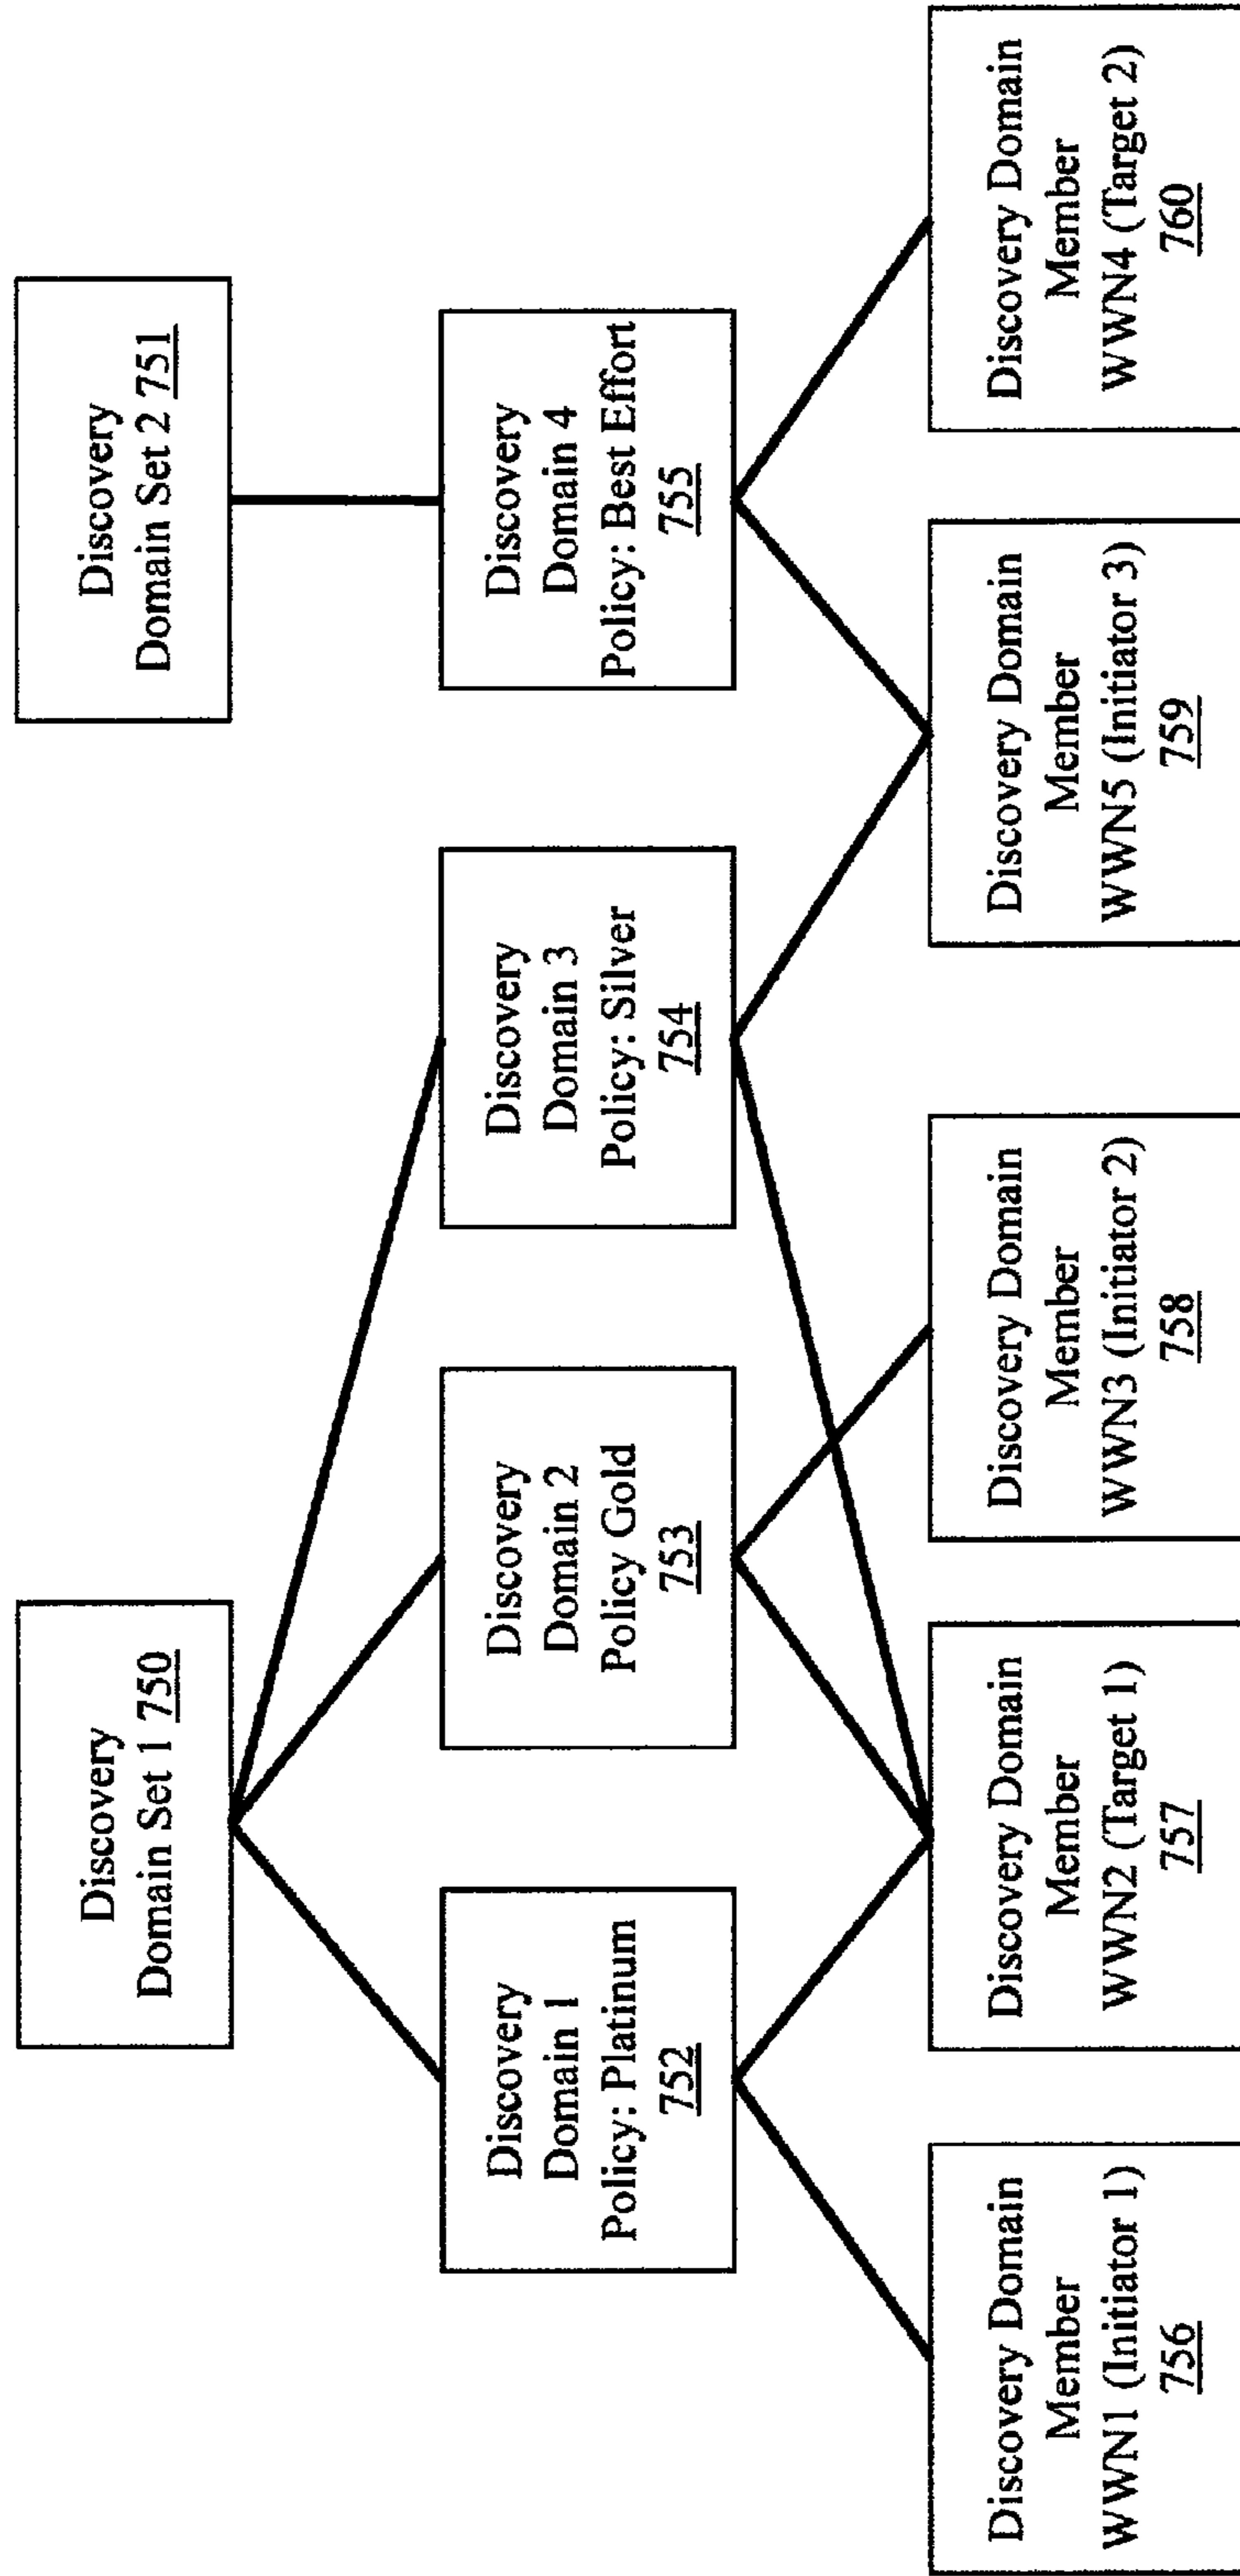 Discovery
Domain Set 1 750
Discovery
Domain Set 2 751
Discovery
Domain 1
Policy: Platinum
752
Discovery
Domain 2
Policy Gold
753
Discovery
Domain 3
Policy: Silver
754
Discovery
Domain 4
Policy: Best Effort
755
Discovery Domain
Member
WWN1 (Initiator 1)
756
Discovery Domain
Member
WWN2 (Target 1)
757
Discovery Domain
Member
WWN3 (Initiator 2)
758
Discovery Domain
Member
WWN5 (Initiator 3)
759
Discovery Domain
Member
WWN4 (Target 2)
760